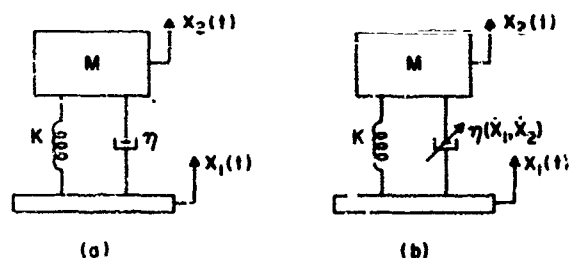 X₂(t)
M
K
η
X₁(t)
(a)
X₂(t)
M
K
η(Ẋ₁,Ẋ₂)
X₁(t)
(b)